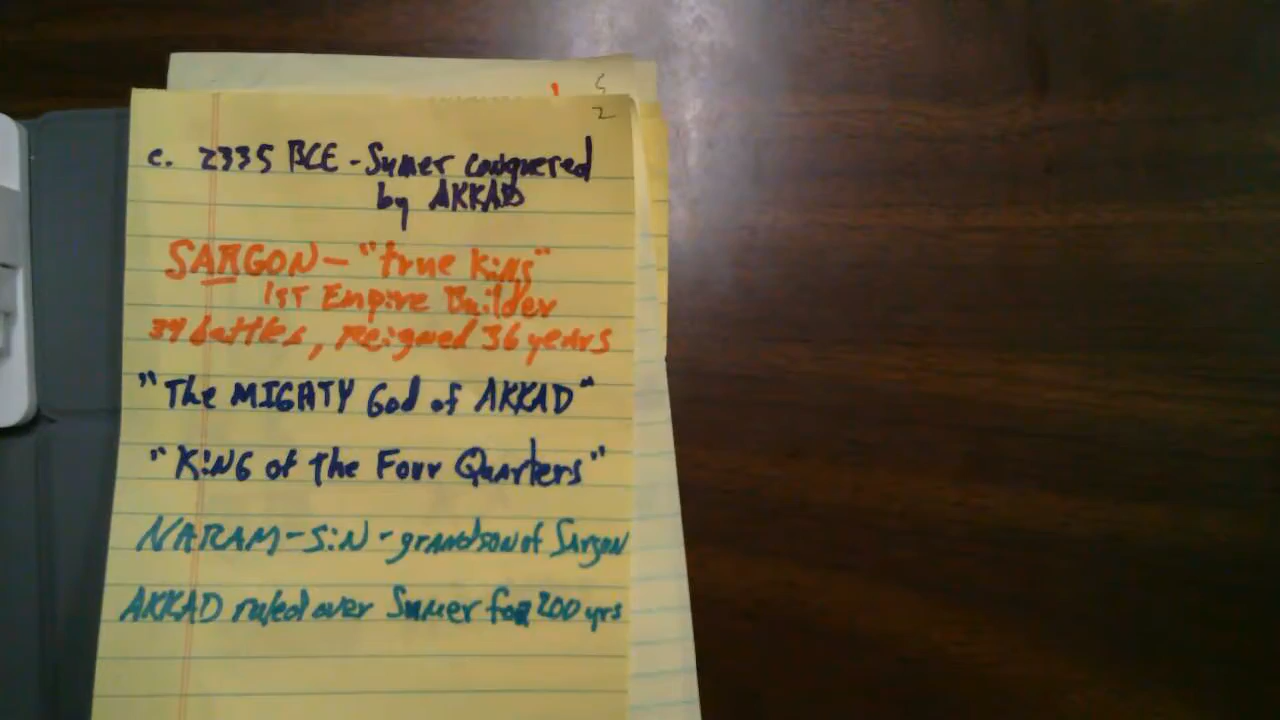 2
c. 2335 BCE - Sumer conquered
by AKKAD
SARGON - "true King"
1ST Empire Builder
34 battles, reigned 36 years
"The MIGHTY God of AKKAD"
"KiNG of the Four Quarters"
NARAM-SiN - grandson of Sargon
AKKAD ruled over Sumer for 200 yrs